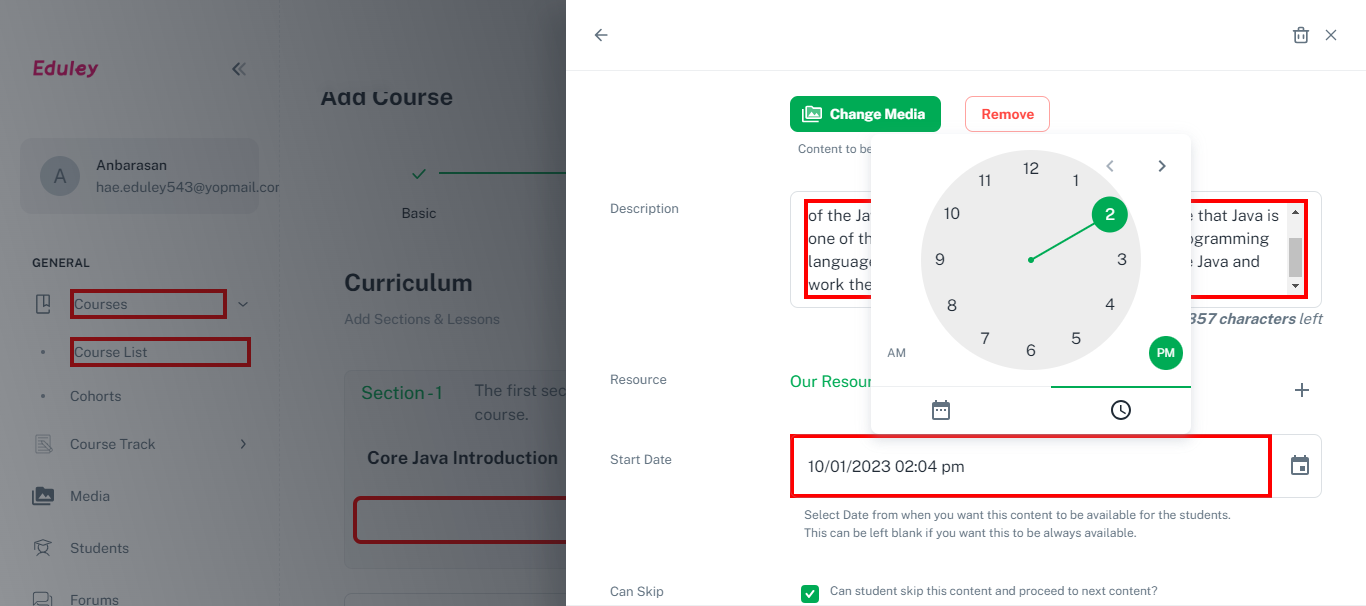 Eduley
A
Anbarasan
hae.eduley543@yopmail.com
GENERAL
Courses
Course List
Cohorts
Course Track
Media
Students
Forums
Add Course
Basic
Curriculum
Add Sections & Lessons
Section - 1
The first sec
course.
Core Java Introduction
Change Media
Remove
Content to be
Description
of the Ja
e that Java is
one of th
ogramming
language
e Java and
work the
857 characters left
12
11
1
10
2
9
3
8
4
7
5
6
AM
PM
Resource
Our Resour
Start Date
10/01/2023 02:04 pm
Select Date from when you want this content to be available for the students.
This can be left blank if you want this to be always available.
Can Skip
Can student skip this content and proceed to next content?